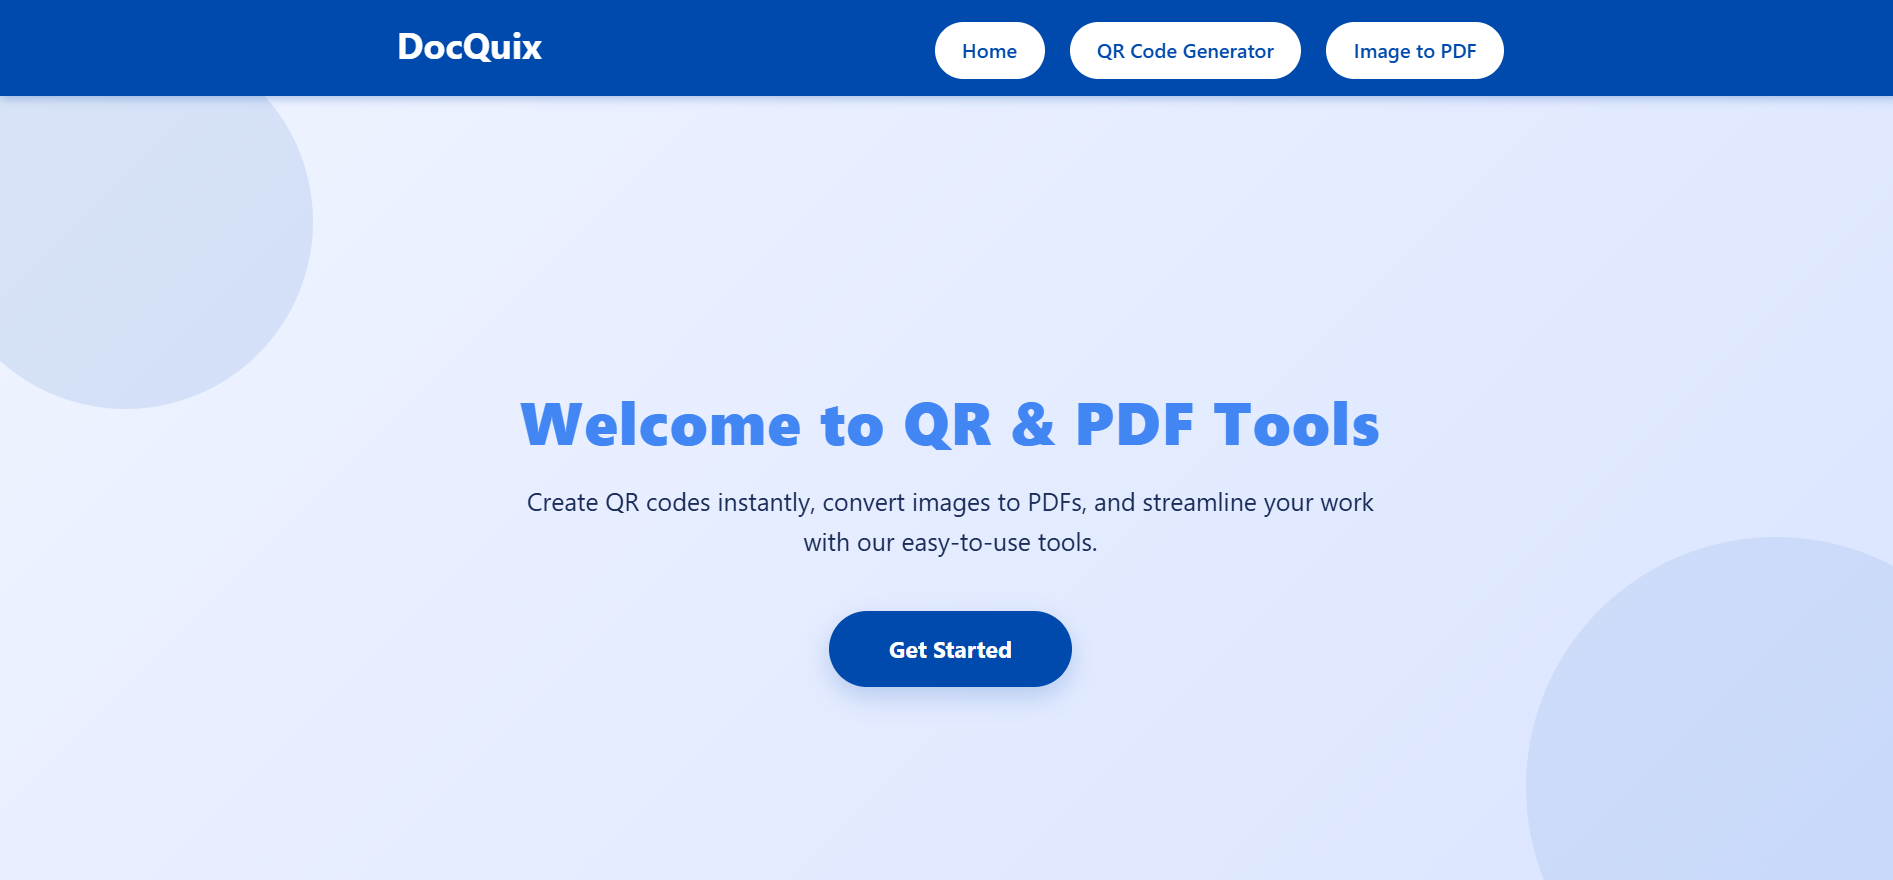 DocQuix
Home
QR Code Generator
Image to PDF
Welcome to QR & PDF Tools
Create QR codes instantly, convert images to PDFs, and streamline your work
with our easy-to-use tools.
Get Started